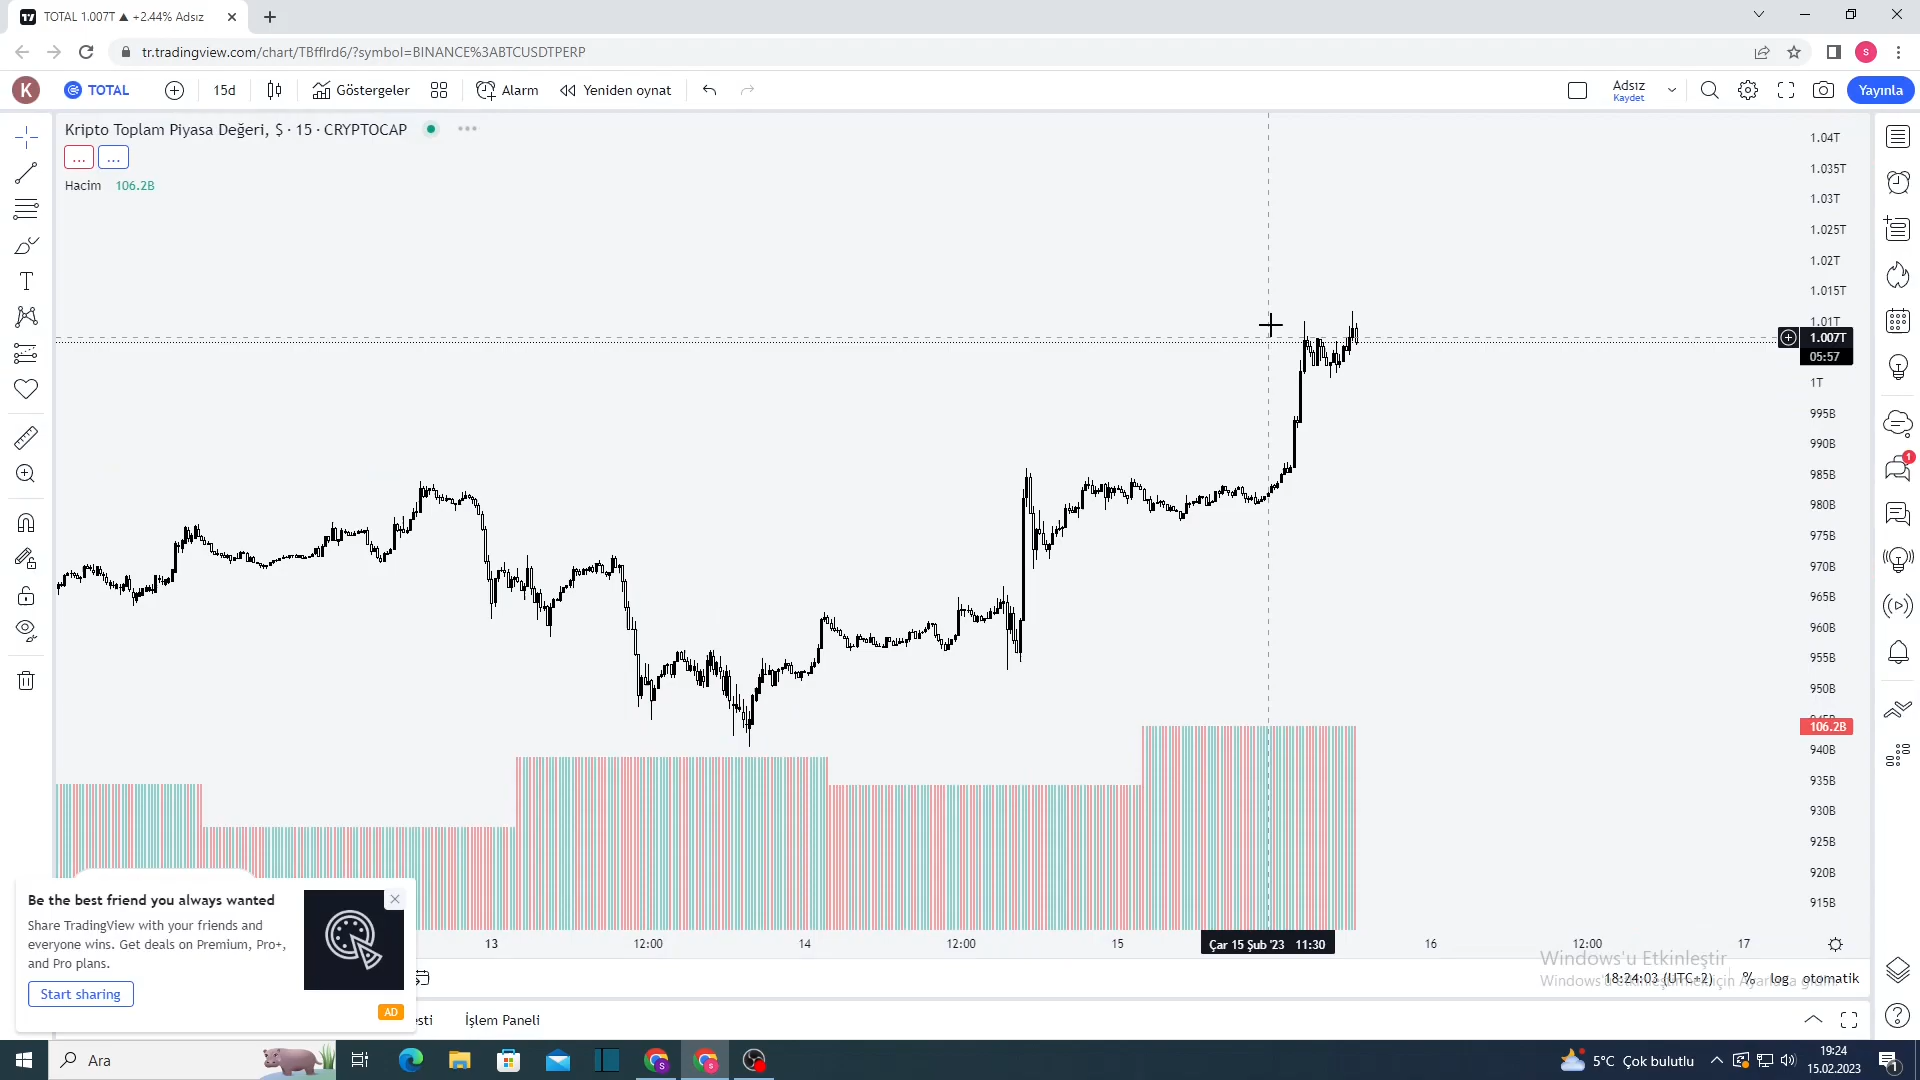 TOTAL 1.007T ▲ +2.44% Adsız
tr.tradingview.com/chart/TBfflrd6/?symbol=BINANCE%3ABTCUSDTPERP
S
K
TOTAL
15d
Göstergeler
Alarm
Yeniden oynat
Adsız
Kaydet
Yayınla
Kripto Toplam Piyasa Değeri, $ · 15 · CRYPTOCAP
...
...
Hacim 106.2B
1.04T
1.035T
1.03T
1.025T
1.02T
1.015T
1.01T
1.007T
05:57
1T
995B
990B
985B
980B
975B
970B
965B
960B
955B
950B
106.2B
940B
935B
930B
925B
920B
915B
1
13
12:00
14
12:00
15
Çar 15 Şub '23 11:30
16
12:00
17
Be the best friend you always wanted
Share TradingView with your friends and
everyone wins. Get deals on Premium, Pro+,
and Pro plans.
Start sharing
AD
Windows'u Etkinleştir
18:24:03 (UTC+2)
%
log
otomatik
esti
İşlem Paneli
Ara
5°C Çok bulutlu
19:24
15.02.2023
1